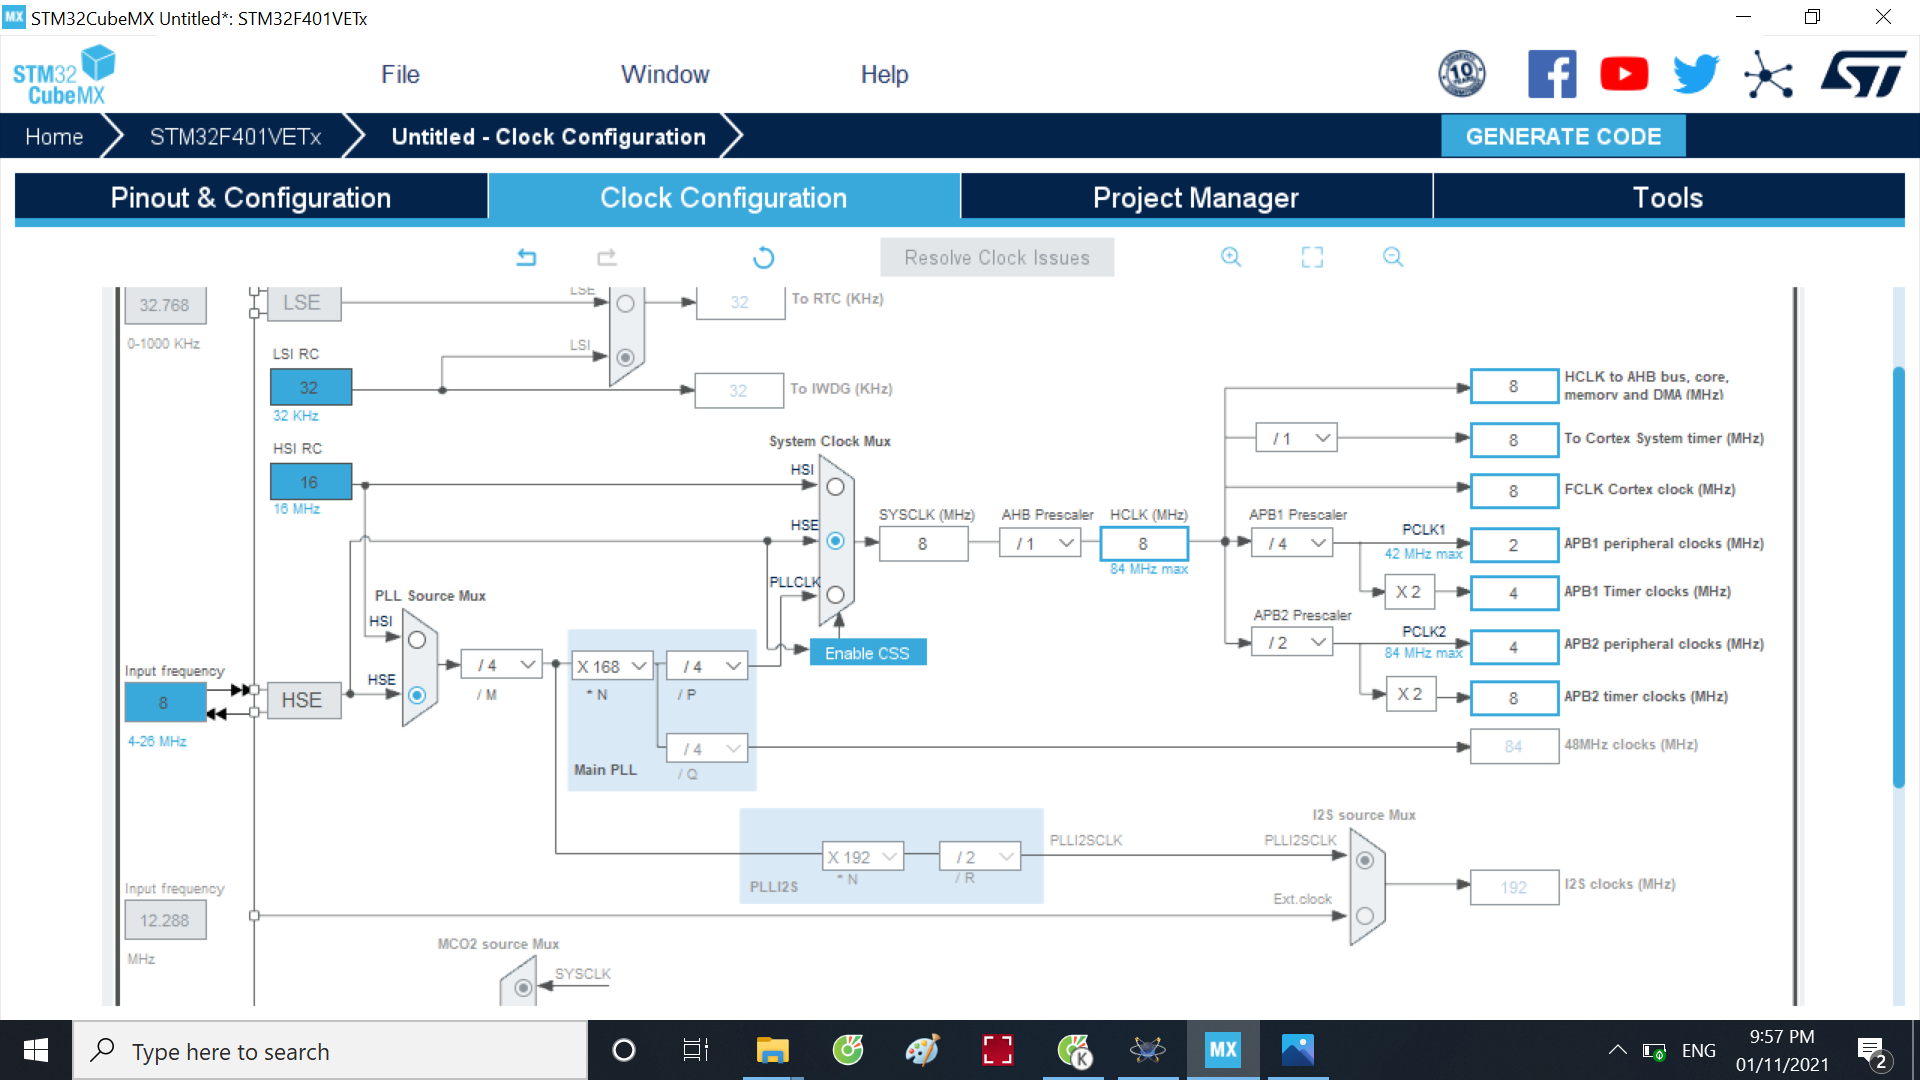 MX STM32CubeMX Untitled*: STM32F401VETx
STM32
CubeMX
File Window Help
10
ST
Home STM32F401VETx Untitled - Clock Configuration GENERATE CODE
Pinout & Configuration Clock Configuration Project Manager Tools
Resolve Clock Issues
32.768
0-1000 KHz
LSE
LSE
32
To RTC (KHz)
LSI RC
32
32 KHz
LSI
32
To IWDG (KHz)
HSI RC
16
16 MHz
System Clock Mux
HSI
HSE
PLLCLK
Enable CSS
SYSCLK (MHz)
8
AHB Prescaler
/ 1
HCLK (MHz)
8
84 MHz max
8
HCLK to AHB bus, core,
memory and DMA (MHz)
/ 1
8
To Cortex System timer (MHz)
8
FCLK Cortex clock (MHz)
APB1 Prescaler
/ 4
PCLK1
42 MHz max
2
APB1 peripheral clocks (MHz)
X 2
4
APB1 Timer clocks (MHz)
APB2 Prescaler
/ 2
PCLK2
84 MHz max
4
APB2 peripheral clocks (MHz)
X 2
8
APB2 timer clocks (MHz)
84
48MHz clocks (MHz)
PLL Source Mux
HSI
HSE
Input frequency
8
4-26 MHz
HSE
/ 4
/ M
X 168
* N
/ 4
/ P
/ 4
/ Q
Main PLL
X 192
* N
/ 2
/ R
PLLI2S
PLLI2SCLK
I2S source Mux
PLLI2SCLK
Ext.clock
192
I2S clocks (MHz)
Input frequency
12.288
MHz
MCO2 source Mux
SYSCLK
Type here to search
K
MX
ENG
9:57 PM
01/11/2021
2